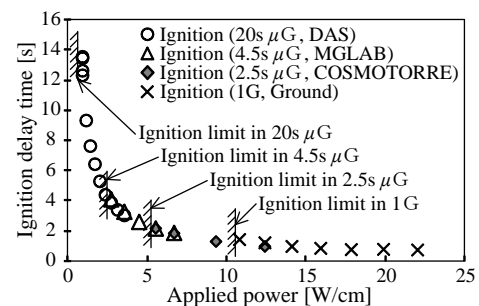 16
14
12
10
8
6
4
2
0
Ignition delay time [s]
Ignition (20s μG, DAS)
Ignition (4.5s μG, MGLAB)
Ignition (2.5s μG, COSMOTORRE)
Ignition (1G, Ground)
Ignition limit in 20s μG
Ignition limit in 4.5s μG
Ignition limit in 2.5s μG
Ignition limit in 1G
0 5 10 15 20 25
Applied power [W/cm]